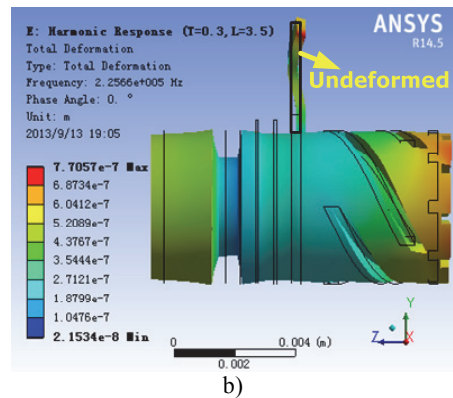 E: Harmonic Response (T=0.3,L=3.5)
Total Deformation
Type: Total Deformation
Frequency: 2.2566e+005 Hz
Phase Angle: 0. °
Unit: m
2013/9/13 19:05
ANSYS
R14.5
Undeformed
7.7057e-7 Max
6.8734e-7
6.0412e-7
5.2089e-7
4.3767e-7
3.5444e-7
2.7121e-7
1.8799e-7
1.0476e-7
2.1534e-8 Min
0
0.004 (m)
0.002
Y
Z
X
b)